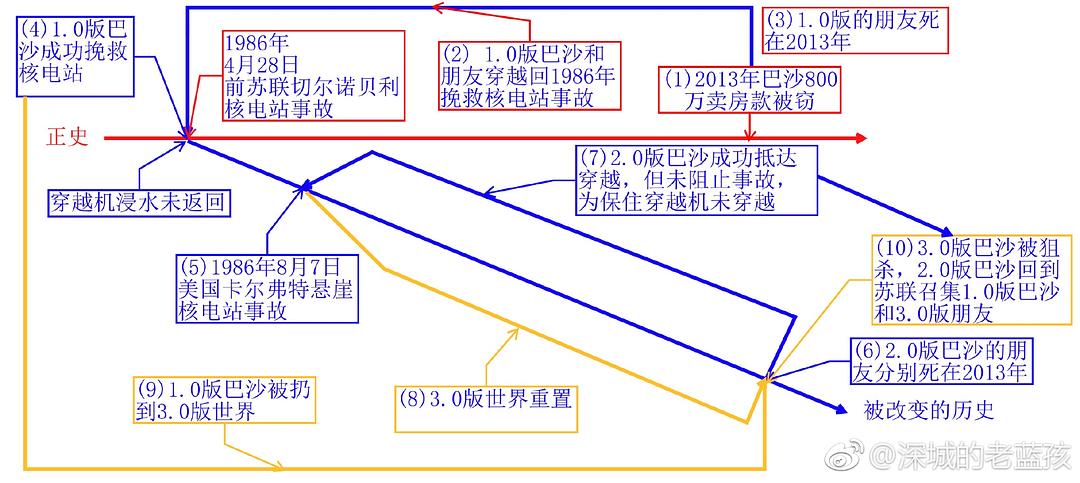 (4)1.0版巴
沙成功挽救
核电站
1986年
4月28日
前苏联切尔诺贝利
核电站事故
(2) 1.0版巴沙和
朋友穿越回1986年
挽救核电站事故
(3)1.0版的朋友死
在2013年
(1)2013年巴沙800
万卖房款被窃
正史
穿越机浸水未返回
(7)2.0版巴沙成功抵达
穿越，但未阻止事故，
为保住穿越机未穿越
(5)1986年8月7日
美国卡尔弗特悬崖
核电站事故
(10)3.0版巴沙被狙
杀，2.0版巴沙回到
苏联召集1.0版巴沙
和3.0版朋友
(6)2.0版巴沙的朋
友分别死在2013年
(9)1.0版巴沙被扔
到3.0版世界
(8)3.0版世界重置
被改变的历史
@深城的老蓝孩